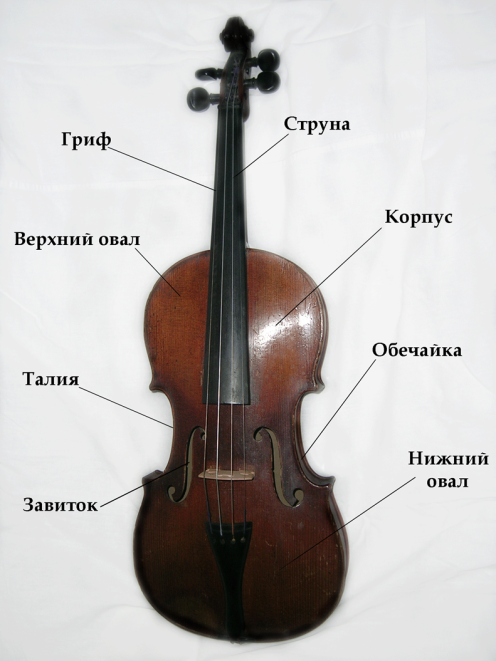 Струна
Гриф
Корпус
Верхний овал
Обечайка
Талия
Нижний
овал
Завиток